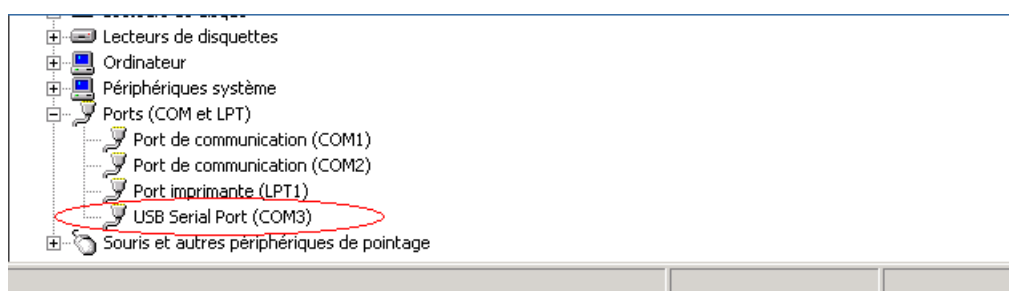 Lecteurs de disquettes
Ordinateur
Périphériques système
Ports (COM et LPT)
Port de communication (COM1)
Port de communication (COM2)
Port imprimante (LPT1)
USB Serial Port (COM3)
Souris et autres périphériques de pointage